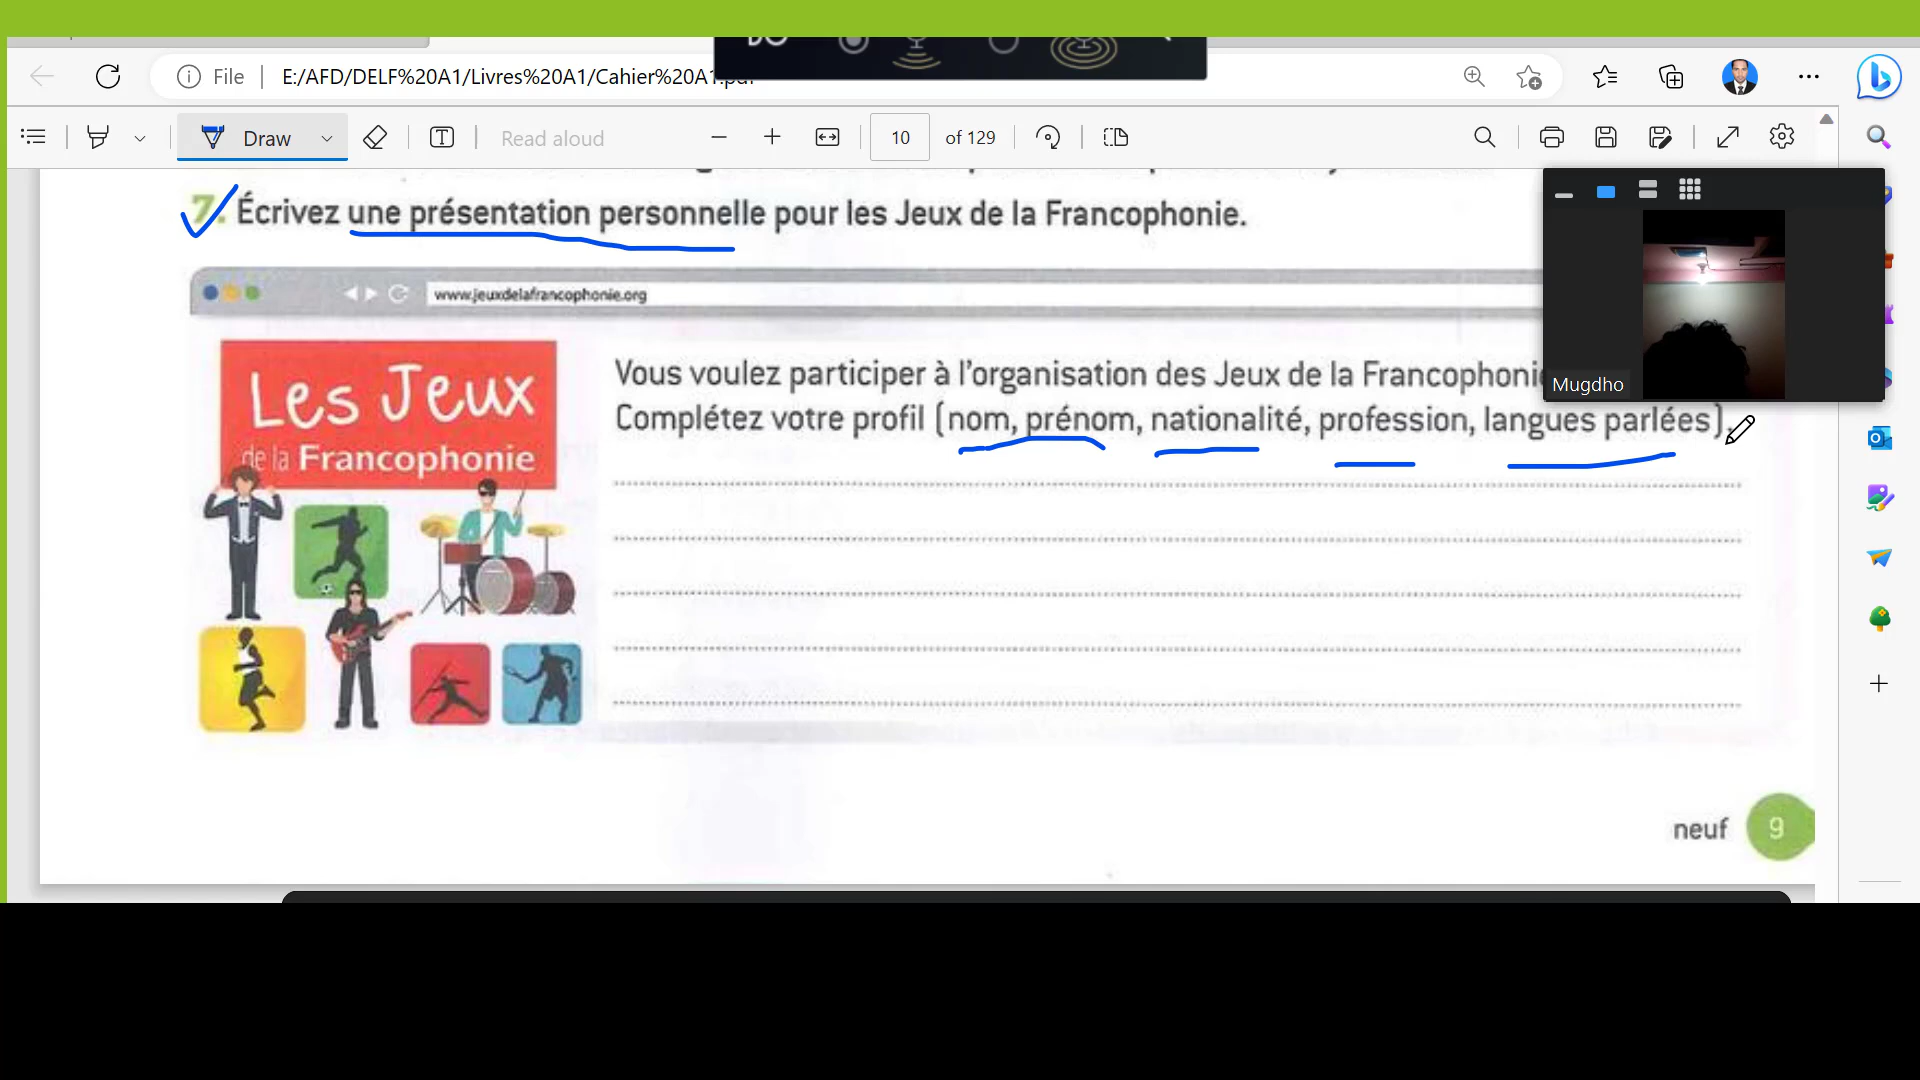 File
E:/AFD/DELF%20A1/Livres%20A1/Cahier%20A1.pdf
Draw
Read aloud
10
of 129
7. Écrivez une présentation personnelle pour les Jeux de la Francophonie.
www.jeuxdelafrancophonie.org
Les Jeux
de la Francophonie
Vous voulez participer à l'organisation des Jeux de la Francophoni
Complétez votre profil (nom, prénom, nationalité, profession, langues parlées).
Mugdho
neuf 9